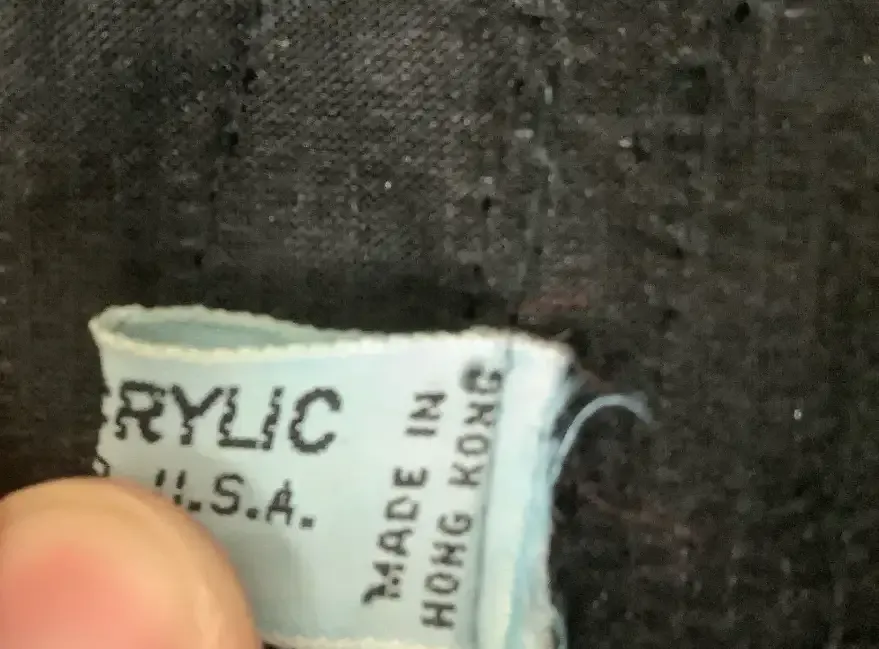 RYLIC
U.S.A.
MADE IN
HONG KONG